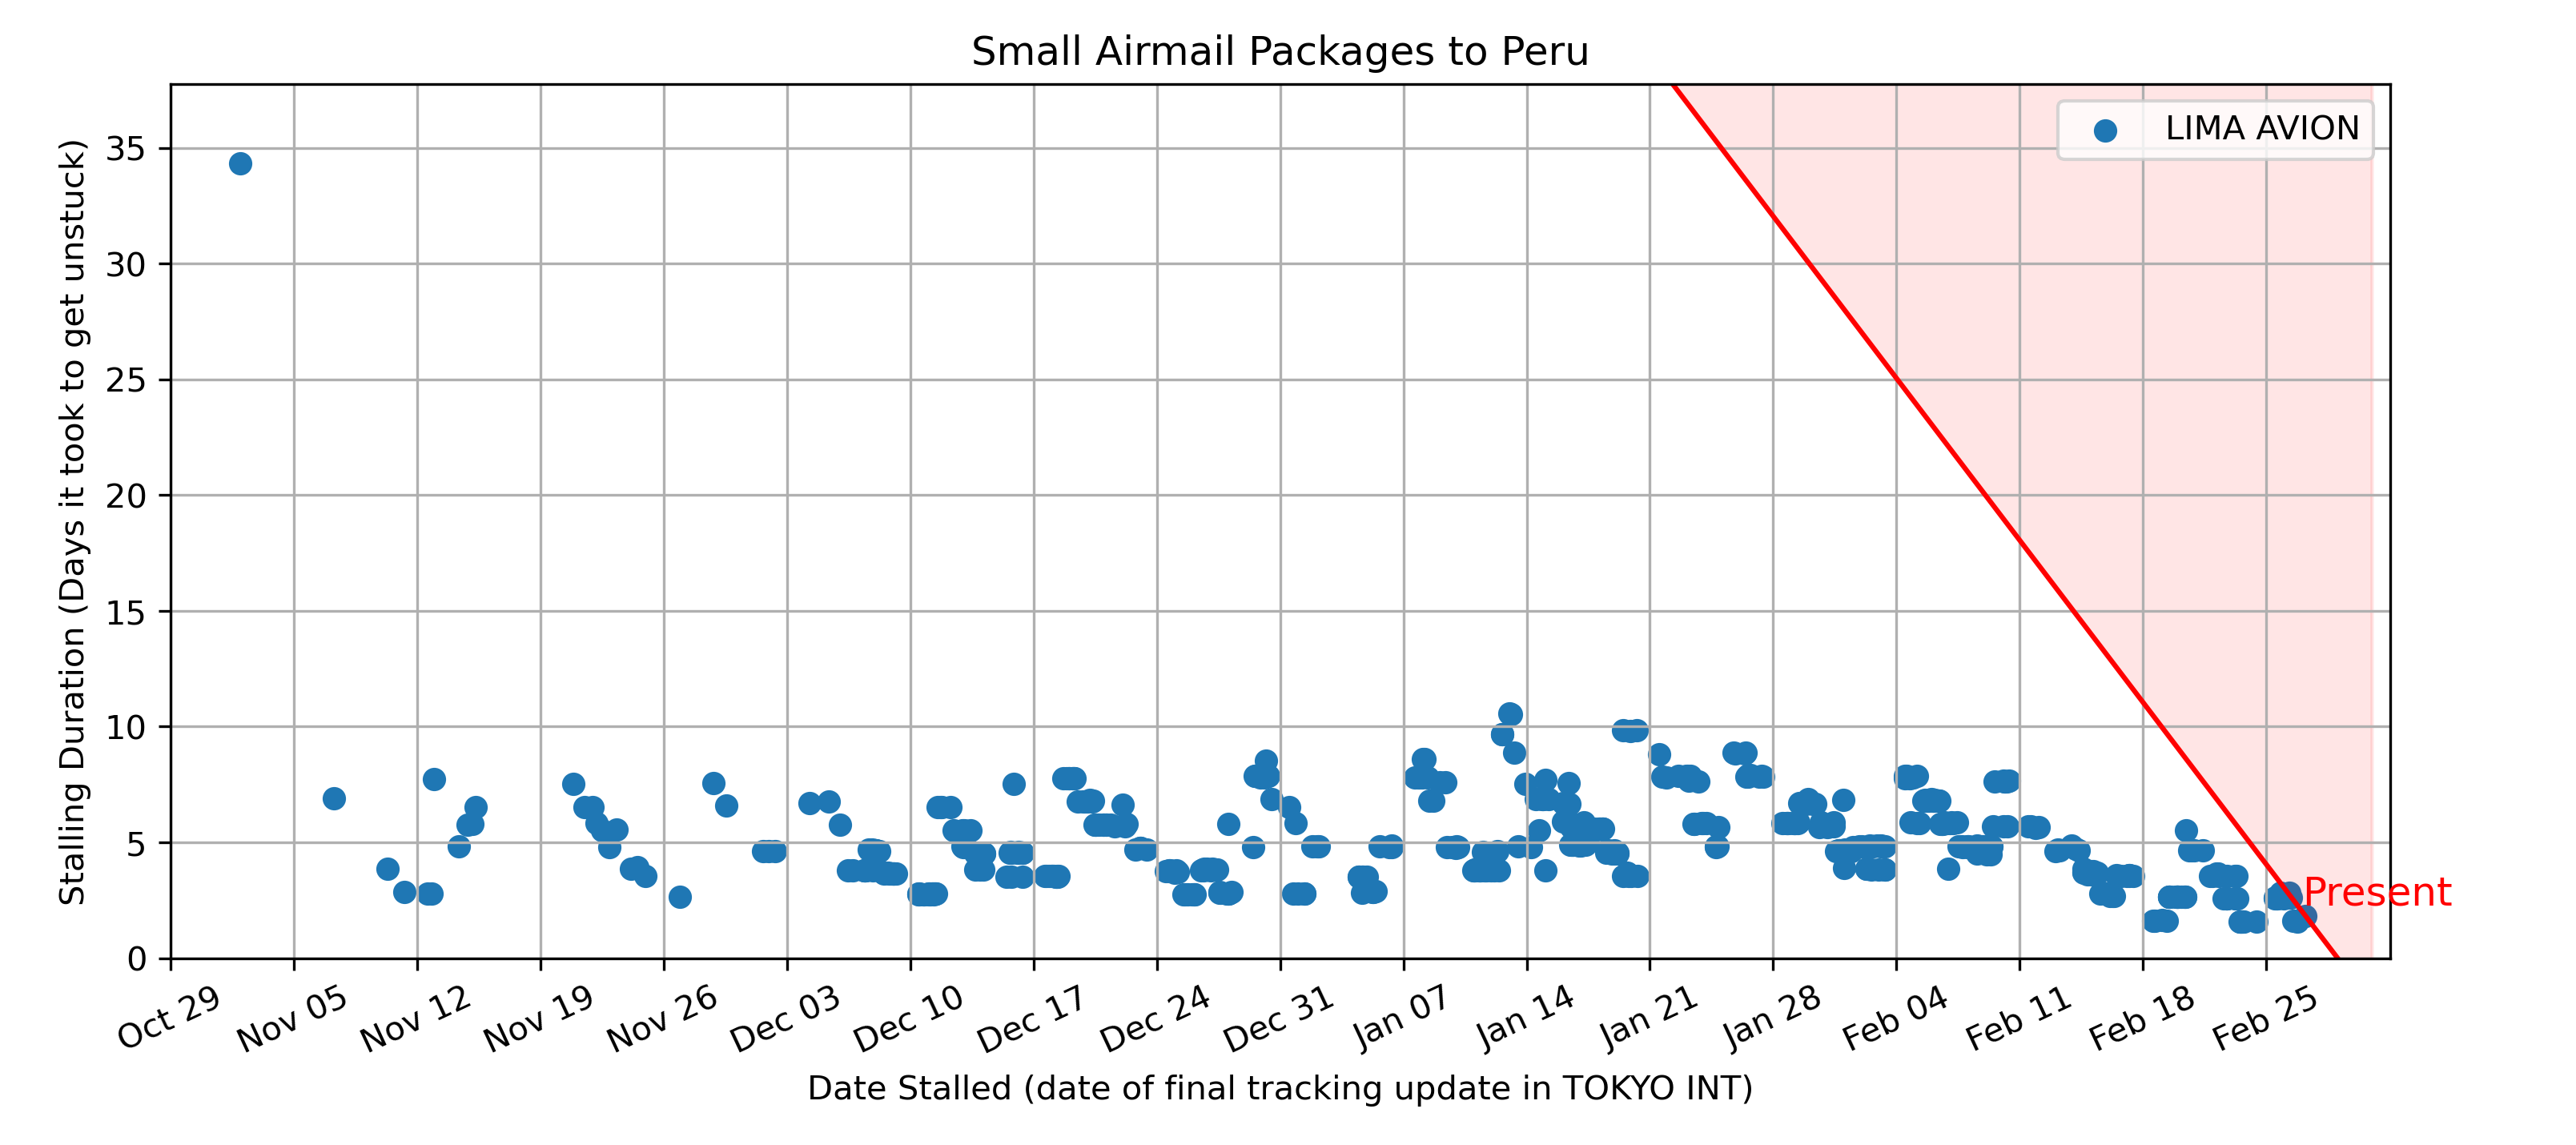 Small Airmail Packages to Peru
LIMA AVION
Stalling Duration (Days it took to get unstuck)
35
30
25
20
15
10
5
0
Present
Oct 29
Nov 05
Nov 12
Nov 19
Nov 26
Dec 03
Dec 10
Dec 17
Dec 24
Dec 31
Jan 07
Jan 14
Jan 21
Jan 28
Feb 04
Feb 11
Feb 18
Feb 25
Date Stalled (date of final tracking update in TOKYO INT)